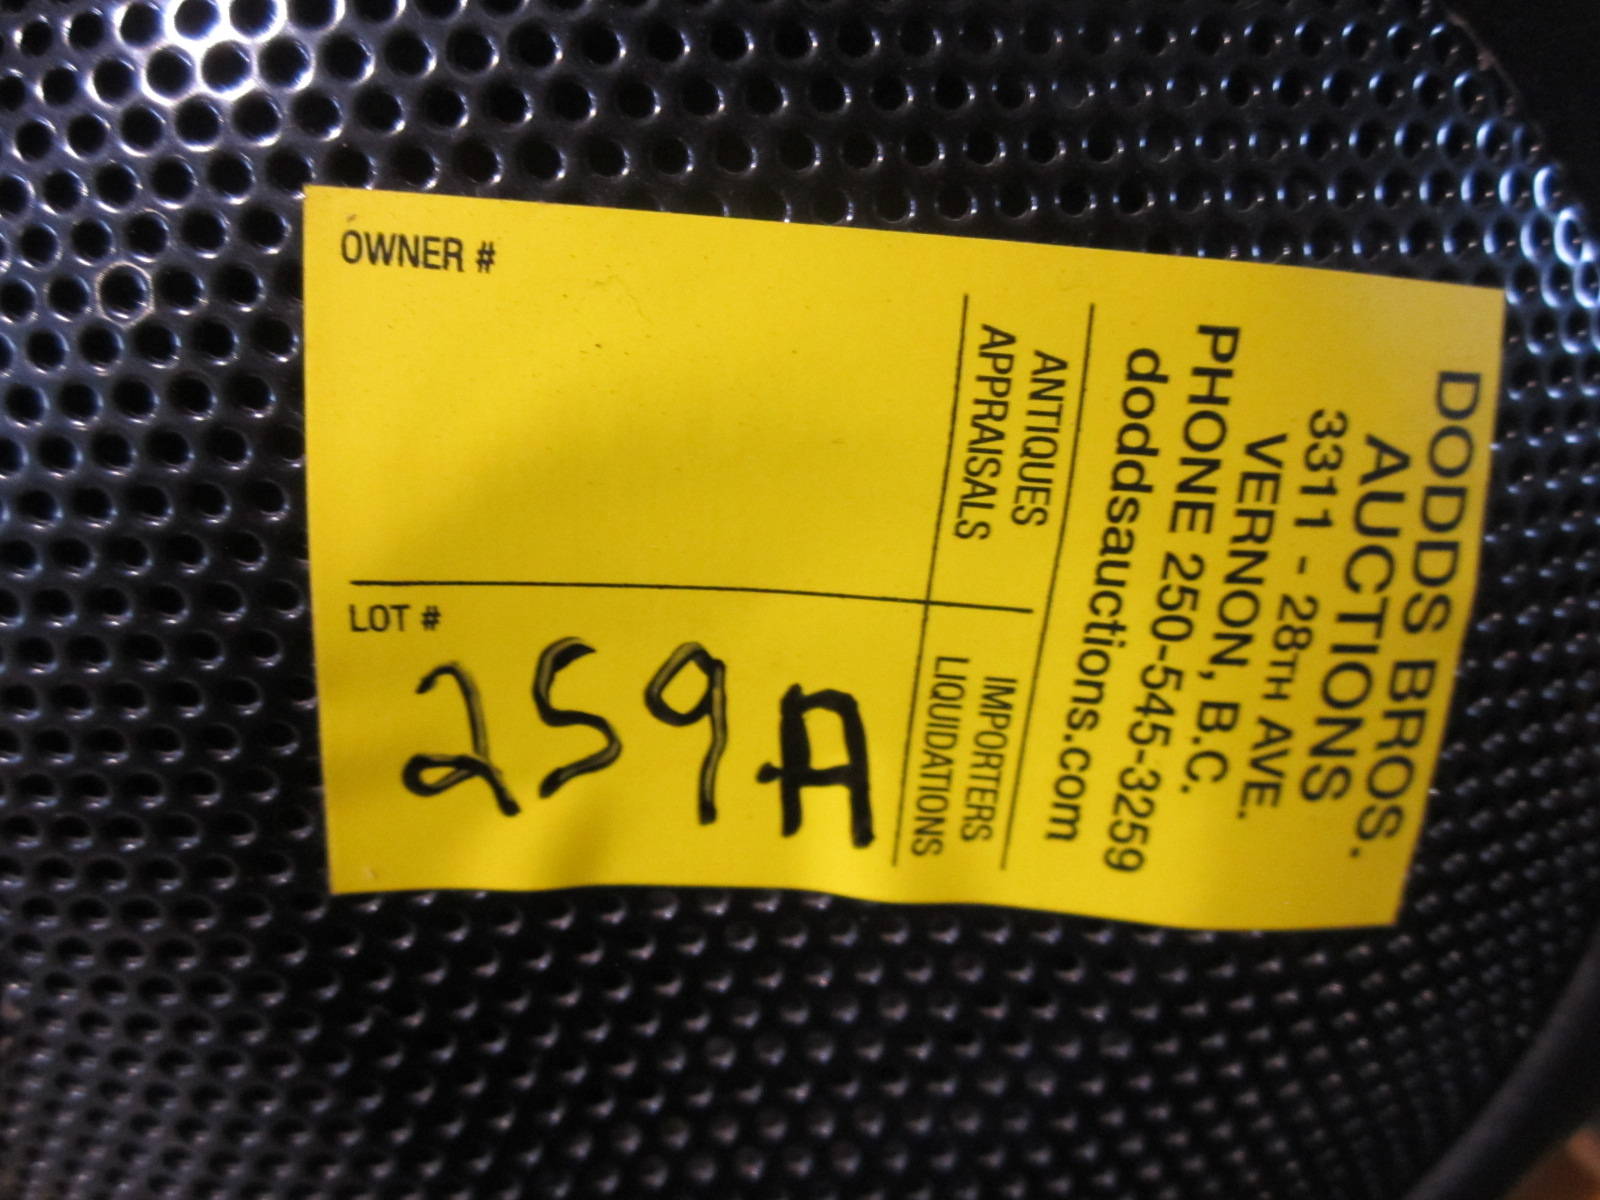 DODDS BROS.
AUCTIONS
3311 - 28TH AVE.
VERNON, B.C.
PHONE 250-545-3259
doddsauctions.com
ANTIQUES
APPRAISALS
IMPORTERS
LIQUIDATIONS
OWNER #
LOT #
259A